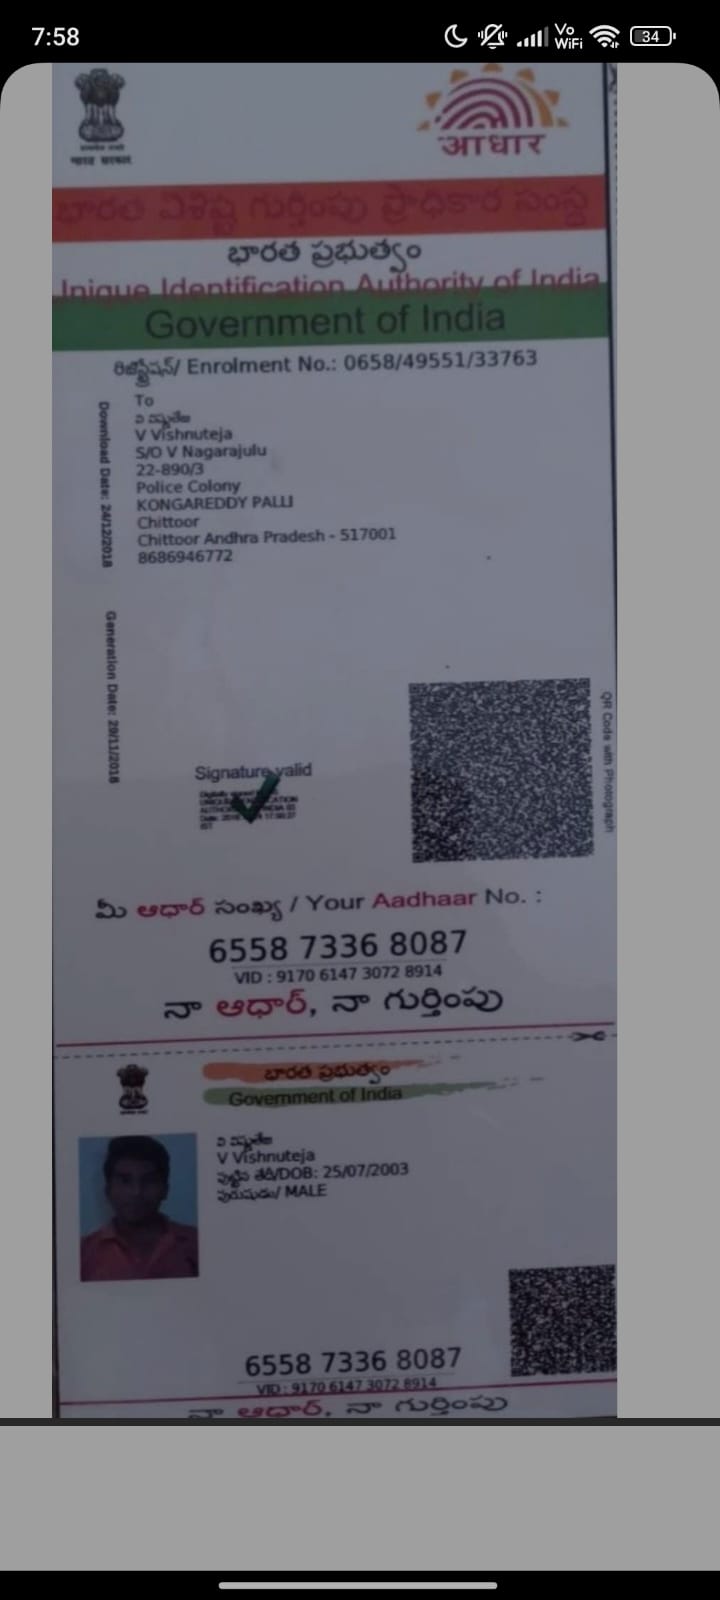 7:58
Vo
WiFi
34
भारत सरकार
आधार
భారత విశిష్ట గుర్తింపు ప్రాధికార సంస్థ
భారత ప్రభుత్వం
Unique Identification Authority of India
Government of India
Enrolment No.: 0658/49551/33763
To
V Vishnuteja
S/O V Nagarajulu
22-890/3
Police Colony
KONGAREDDY PALLI
Chittoor
Chittoor Andhra Pradesh - 517001
8686946772
Download Date: 24/12/2018
Generation Date: 29/11/2018
QR Code with Photograph
Signature valid
మీ ఆధార్ సంఖ్య / Your Aadhaar No. :
6558 7336 8087
VID : 9170 6147 3072 8914
నా ఆధార్, నా గుర్తింపు
భారత ప్రభుత్వం
Government of India
V Vishnuteja
పుట్టిన తేదీ/DOB: 25/07/2003
పురుషుడు/ MALE
6558 7336 8087
VID : 9170 6147 3072 8914
నా ఆధార్, నా గుర్తింపు